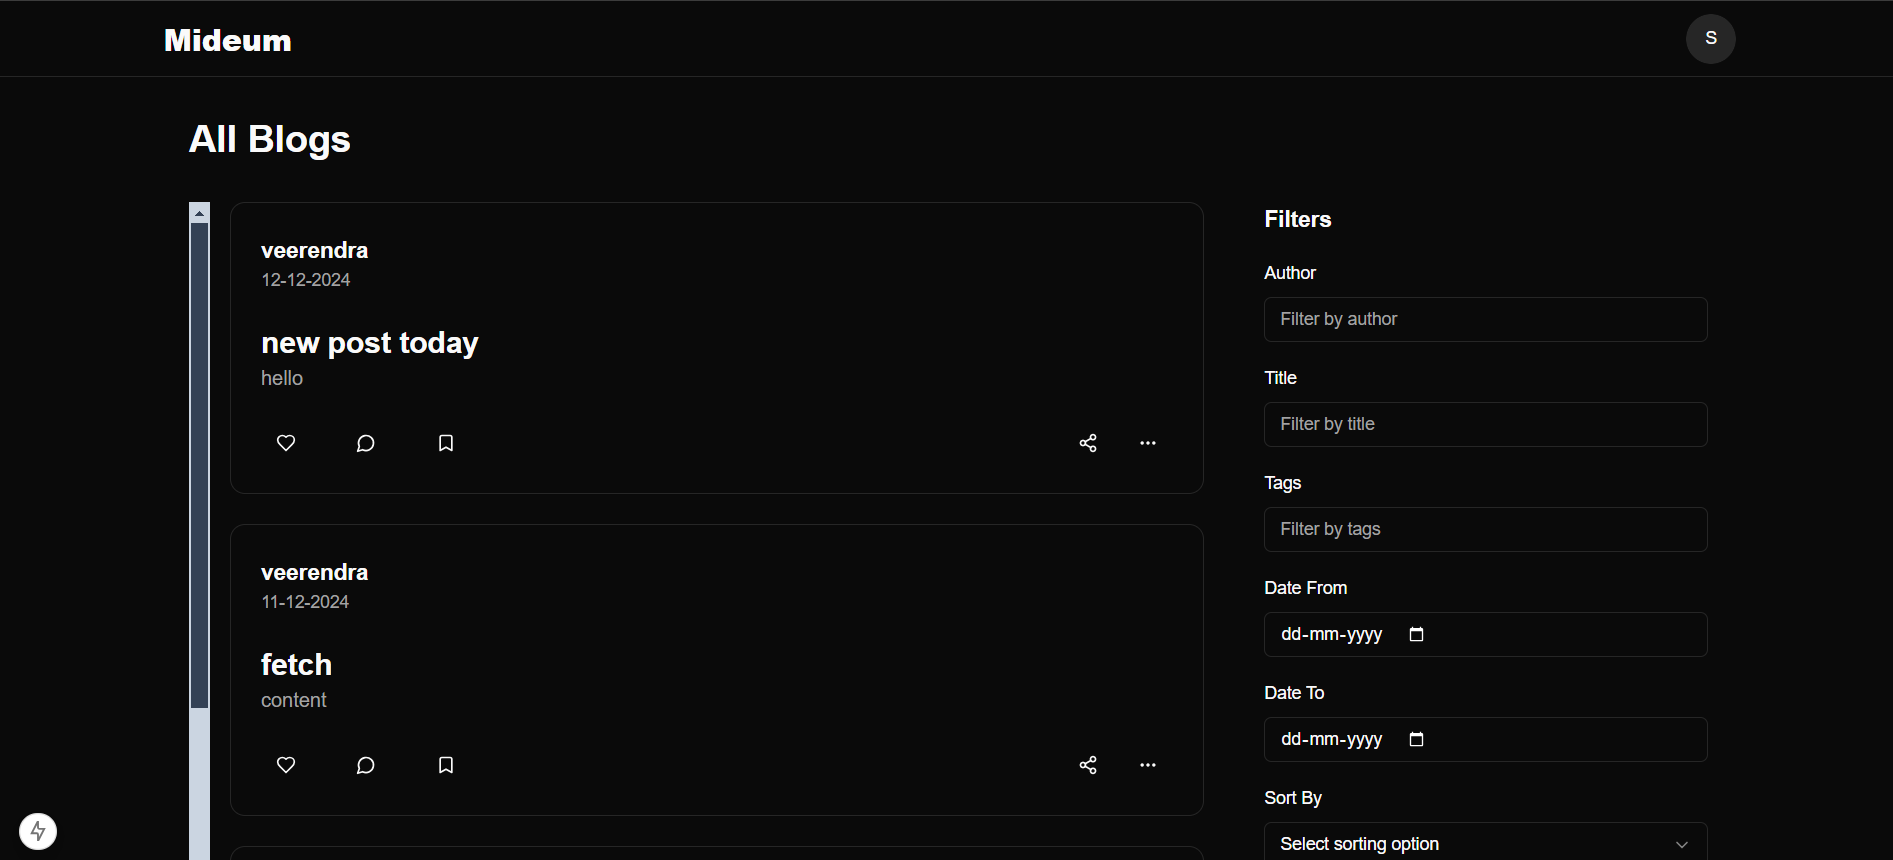 Mideum
S
All Blogs
veerendra
12-12-2024
new post today
hello
veerendra
11-12-2024
fetch
content
Filters
Author
Filter by author
Title
Filter by title
Tags
Filter by tags
Date From
dd-mm-yyyy
Date To
dd-mm-yyyy
Sort By
Select sorting option